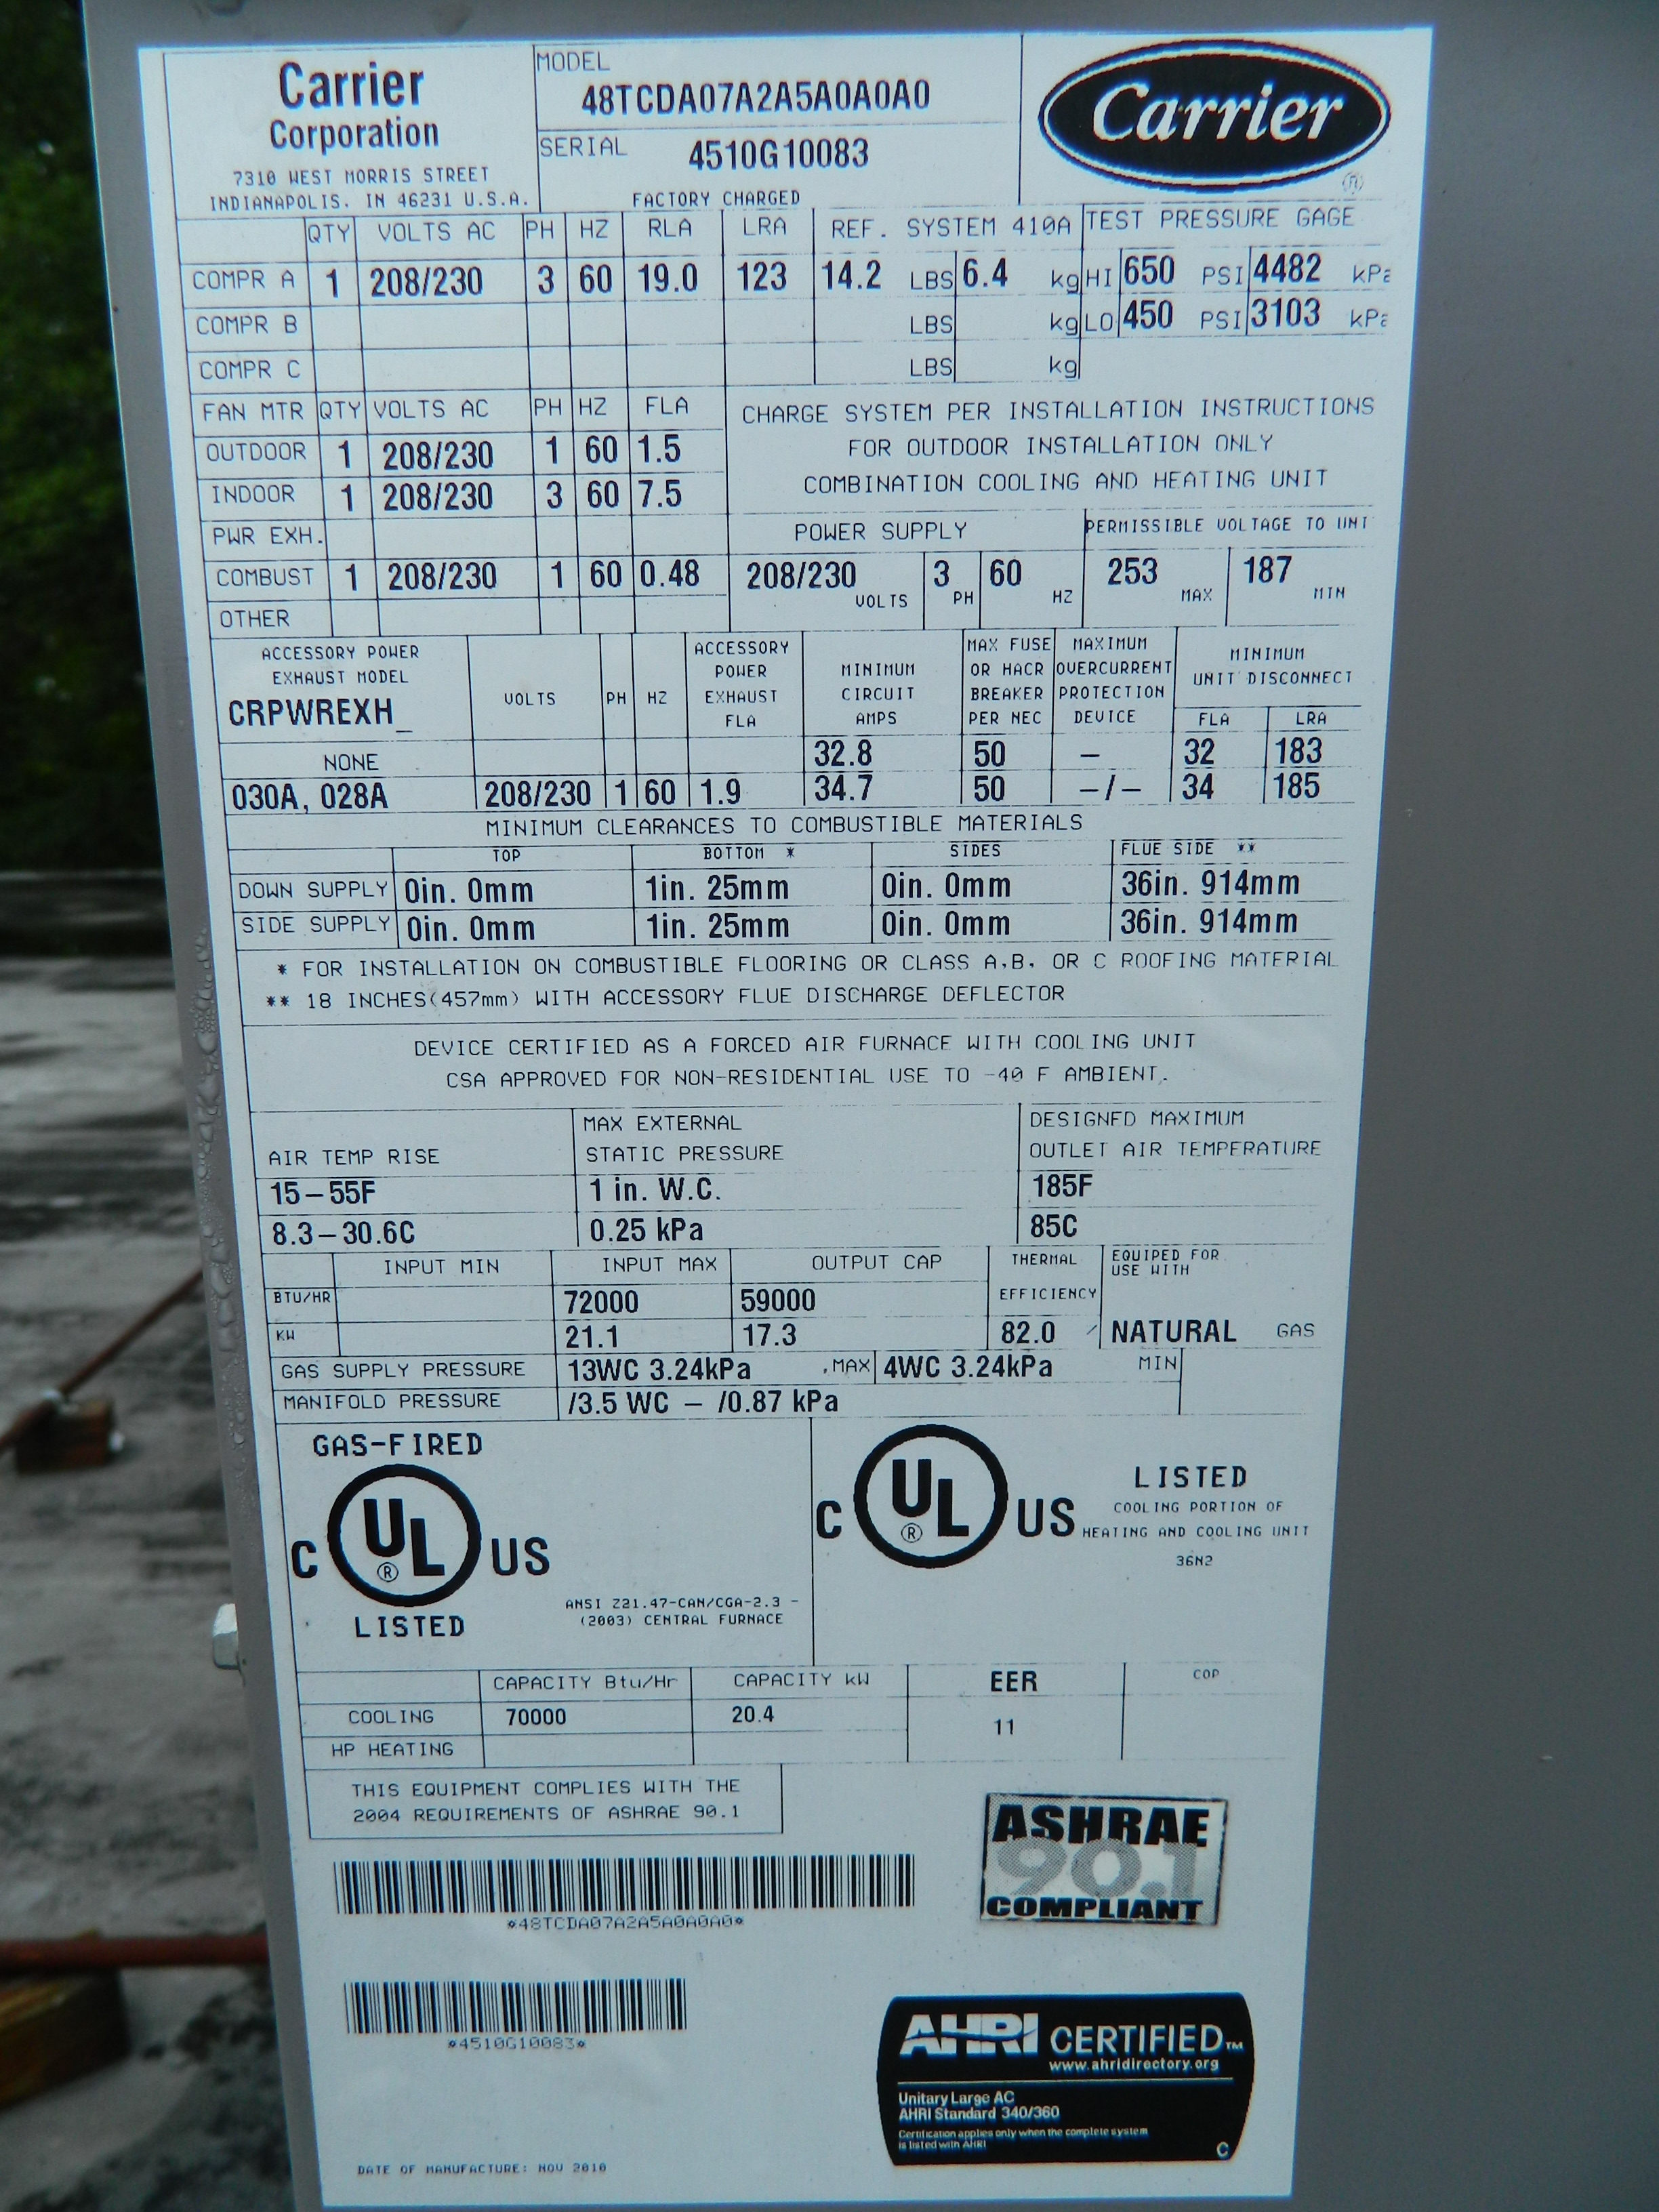 Carrier
Corporation
7310 WEST MORRIS STREET
INDIANAPOLIS. IN 46231 U.S.A.
MODEL
48TCDA07A2A5A0A0A0
SERIAL 4510G10083
FACTORY CHARGED
Carrier
®
QTY VOLTS AC PH HZ RLA LRA REF. SYSTEM 410A TEST PRESSURE GAGE
COMPR A 1 208/230 3 60 19.0 123 14.2 LBS 6.4 kg HI 650 PSI 4482 kPa
COMPR B LBS kg LO 450 PSI 3103 kPa
COMPR C LBS kg
FAN MTR QTY VOLTS AC PH HZ FLA
OUTDOOR 1 208/230 1 60 1.5
INDOOR 1 208/230 3 60 7.5
PWR EXH.
COMBUST 1 208/230 1 60 0.48
OTHER
CHARGE SYSTEM PER INSTALLATION INSTRUCTIONS
FOR OUTDOOR INSTALLATION ONLY
COMBINATION COOLING AND HEATING UNIT
POWER SUPPLY PERMISSIBLE VOLTAGE TO UNIT
208/230 VOLTS 3 PH 60 HZ 253 MAX 187 MIN
ACCESSORY POWER
EXHAUST MODEL
CRPWREXH_
VOLTS PH HZ
ACCESSORY
POWER
EXHAUST
FLA
MINIMUM
CIRCUIT
AMPS
MAX FUSE
OR HACR
BREAKER
PER NEC
MAXIMUM
OVERCURRENT
PROTECTION
DEVICE
MINIMUM
UNIT DISCONNECT
FLA LRA
NONE 32.8 50 – 32 183
030A, 028A 208/230 1 60 1.9 34.7 50 –/– 34 185
MINIMUM CLEARANCES TO COMBUSTIBLE MATERIALS
TOP BOTTOM * SIDES FLUE SIDE **
DOWN SUPPLY 0in. 0mm 1in. 25mm 0in. 0mm 36in. 914mm
SIDE SUPPLY 0in. 0mm 1in. 25mm 0in. 0mm 36in. 914mm
* FOR INSTALLATION ON COMBUSTIBLE FLOORING OR CLASS A,B, OR C ROOFING MATERIAL
** 18 INCHES(457mm) WITH ACCESSORY FLUE DISCHARGE DEFLECTOR
DEVICE CERTIFIED AS A FORCED AIR FURNACE WITH COOLING UNIT
CSA APPROVED FOR NON-RESIDENTIAL USE TO -40 F AMBIENT.
AIR TEMP RISE
15–55F
8.3–30.6C
MAX EXTERNAL
STATIC PRESSURE
1 in. W.C.
0.25 kPa
DESIGNED MAXIMUM
OUTLET AIR TEMPERATURE
185F
85C
INPUT MIN INPUT MAX OUTPUT CAP
BTU/HR 72000 59000
KW 21.1 17.3
THERMAL
EFFICIENCY
82.0 /
EQUIPED FOR
USE WITH
NATURAL GAS
GAS SUPPLY PRESSURE 13WC 3.24kPa ,MAX 4WC 3.24kPa MIN
MANIFOLD PRESSURE /3.5 WC – /0.87 kPa
GAS-FIRED
C UL ® US
LISTED
ANSI Z21.47-CAN/CGA-2.3 -
(2003) CENTRAL FURNACE
C UL ® US
LISTED
COOLING PORTION OF
HEATING AND COOLING UNIT
36N2
CAPACITY Btu/Hr CAPACITY kW EER COP
COOLING 70000 20.4 11
HP HEATING
THIS EQUIPMENT COMPLIES WITH THE
2004 REQUIREMENTS OF ASHRAE 90.1
ASHRAE
90.1
COMPLIANT
*48TCDA07A2A5A0A0A0*
*4510G10083*
AHRI CERTIFIED™
www.ahridirectory.org
Unitary Large AC
AHRI Standard 340/360
Certification applies only when the complete system
is listed with AHRI
C
DATE OF MANUFACTURE: NOV 2010